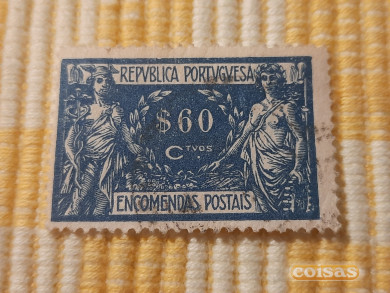 REPVBLICA PORTVGVESA
$60
CTVOS
ENCOMENDAS POSTAIS
coisas